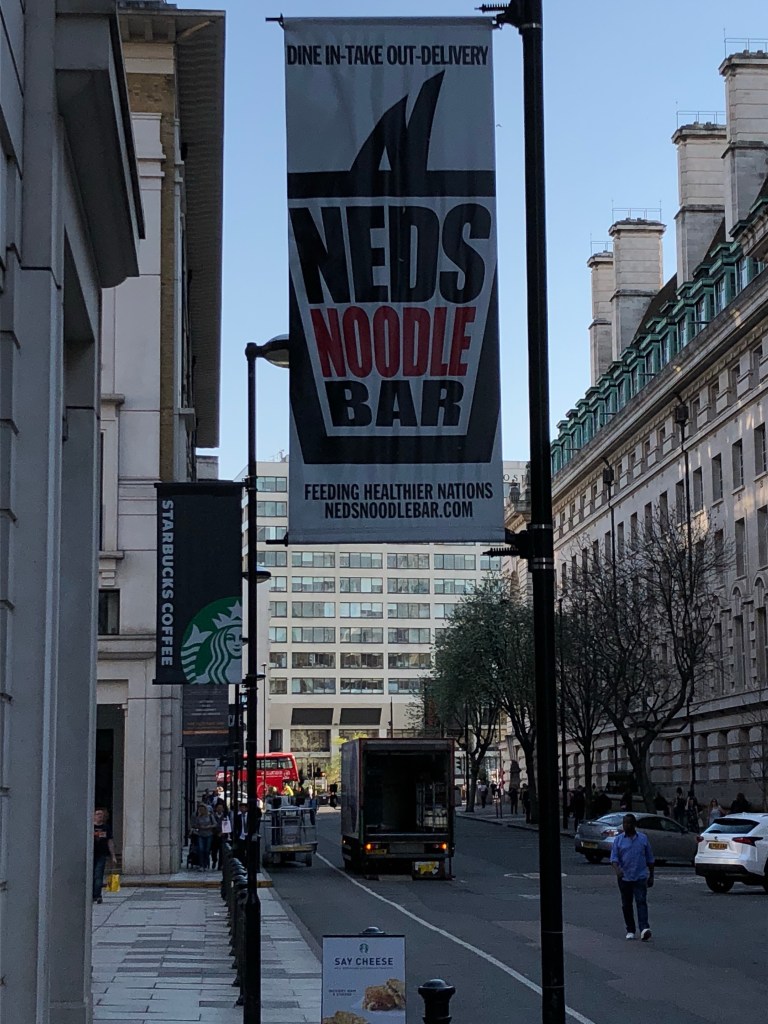 DINE IN-TAKE OUT-DELIVERY
NEDS
NOODLE
BAR
FEEDING HEALTHIER NATIONS
NEDSNOODLEBAR.COM
STARBUCKS COFFEE
SAY CHEESE